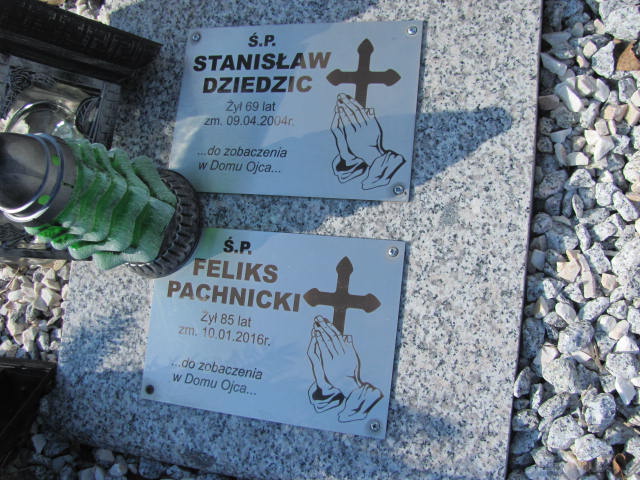 Ś.P.
STANISŁAW
DZIEDZIC
Żył 69 lat
zm. 09.04.2004r.
...do zobaczenia
w Domu Ojca...
Ś.P.
FELIKS
PACHNICKI
Żył 85 lat
zm. 10.01.2016r.
...do zobaczenia
w Domu Ojca...